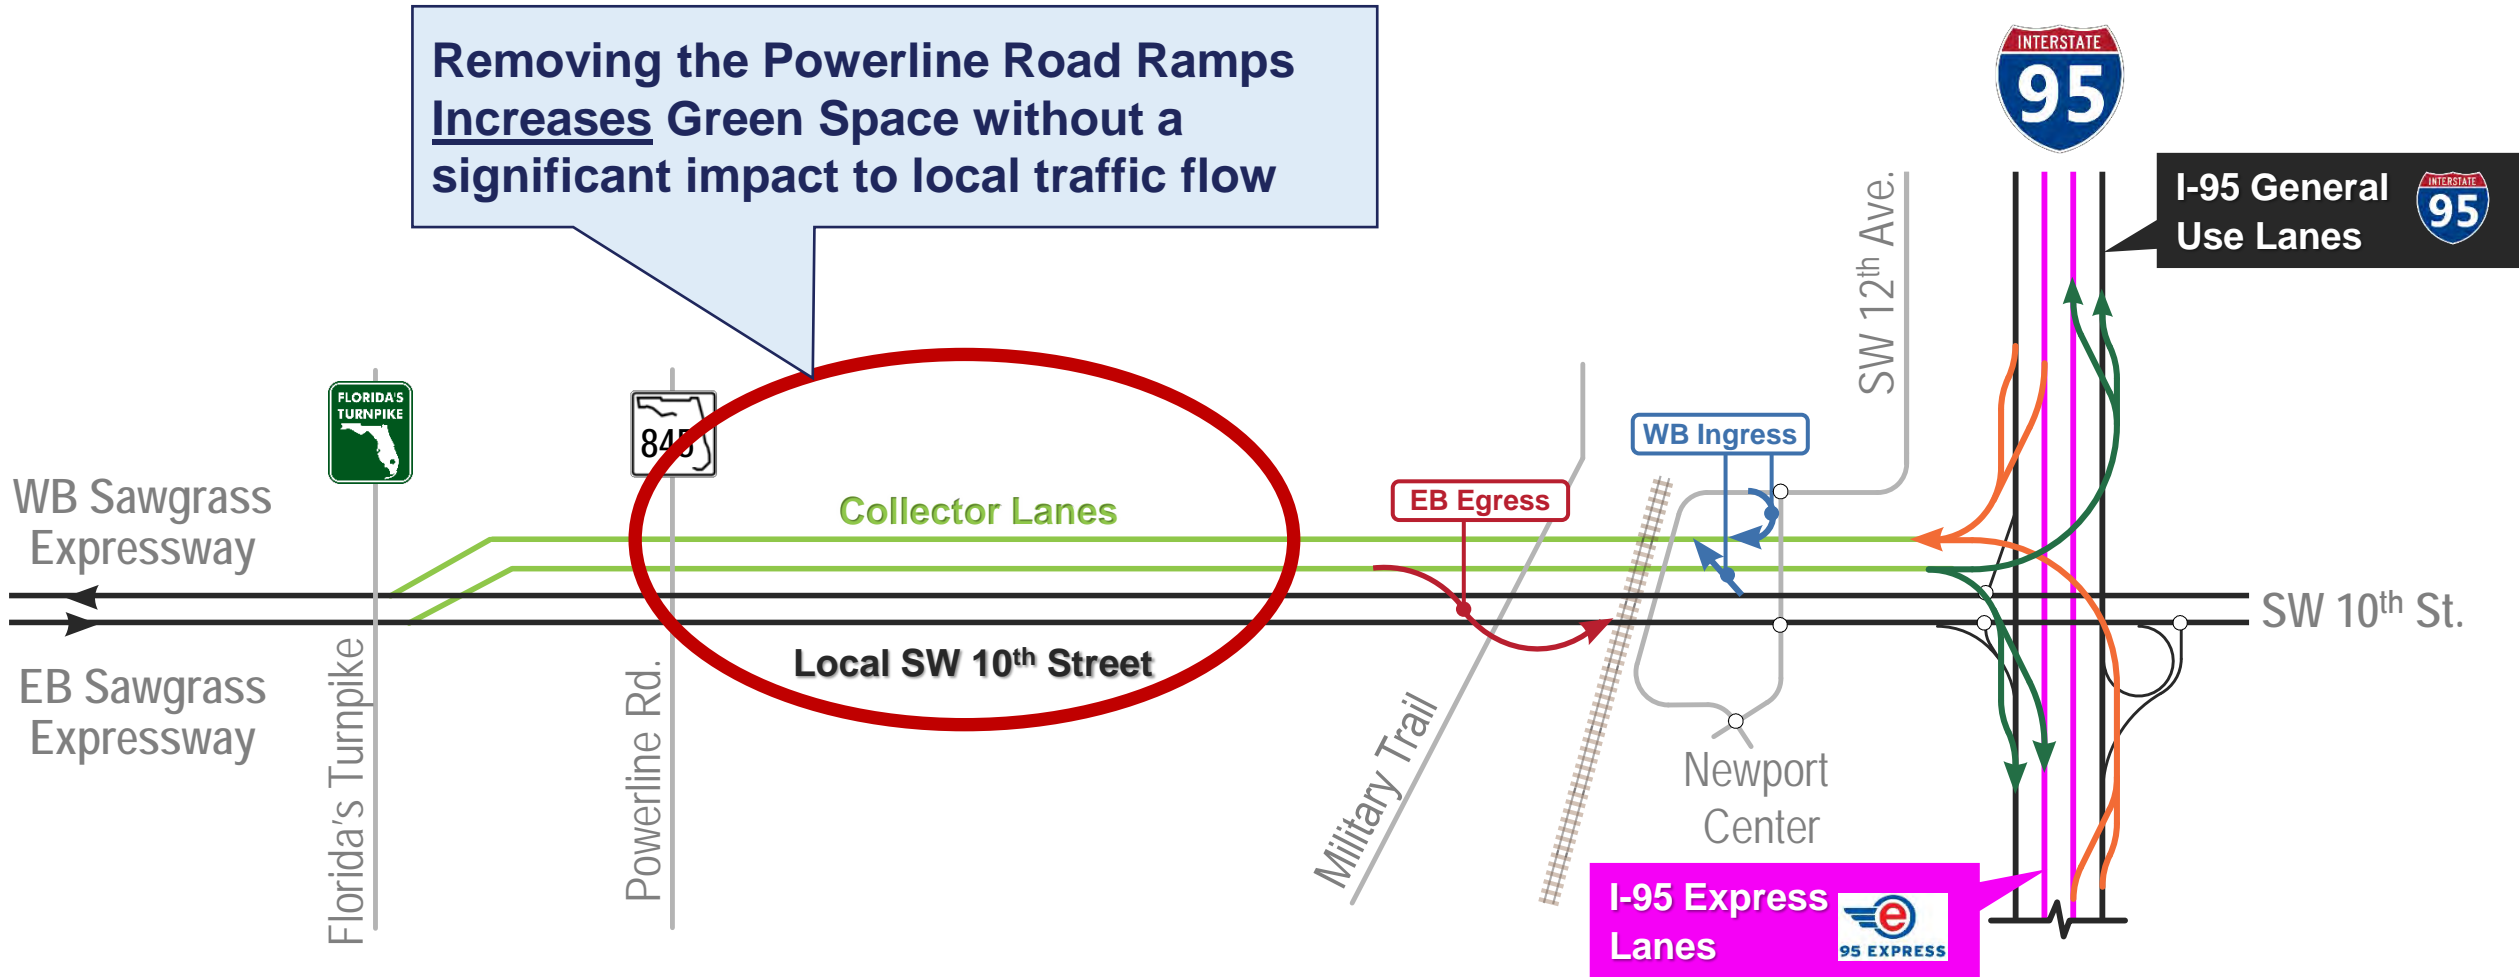 Removing the Powerline Road Ramps
Increases Green Space without a
significant impact to local traffic flow
INTERSTATE
95
I-95 General
Use Lanes
INTERSTATE
95
SW 12th Ave.
FLORIDA'S
TURNPIKE
845
WB Ingress
EB Egress
Collector Lanes
WB Sawgrass
Expressway
SW 10th St.
Local SW 10th Street
EB Sawgrass
Expressway
Florida's Turnpike
Powerline Rd.
Military Trail
Newport
Center
I-95 Express
Lanes
e
95 EXPRESS